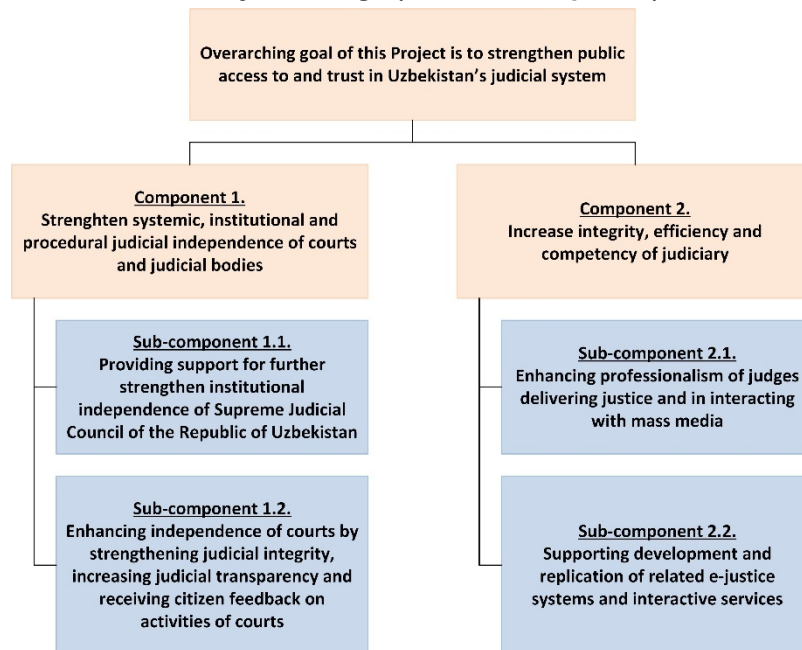 Overarching goal of this Project is to strengthen public
access to and trust in Uzbekistan’s judicial system
Component 1.
Strenghten systemic, institutional and
procedural judicial independence of courts
and judicial bodies
Component 2.
Increase integrity, efficiency and
competency of judiciary
Sub-component 1.1.
Providing support for further
strengthen institutional
independence of Supreme Judicial
Council of the Republic of Uzbekistan
Sub-component 2.1.
Enhancing professionalism of judges
delivering justice and in interacting
with mass media
Sub-component 1.2.
Enhancing independence of courts by
strengthening judicial integrity,
increasing judicial transparency and
receiving citizen feedback on
activities of courts
Sub-component 2.2.
Supporting development and
replication of related e-justice
systems and interactive services